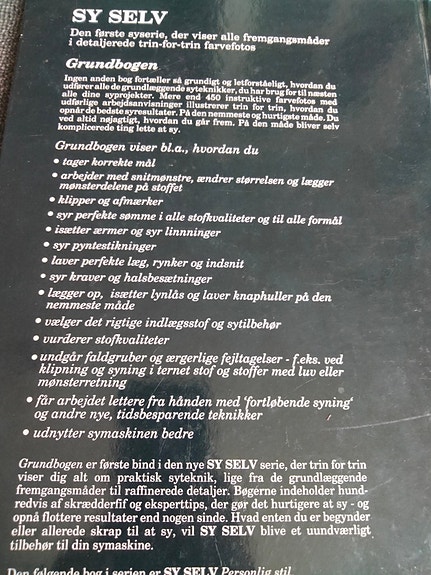 SY SELV
Den første syserie, der viser alle fremgangsmåder
i detaljerede trin-for-trin farvefotos
Grundbogen
Ingen anden bog fortæller så grundigt og letforståeligt, hvordan du
udfører alle de grundlæggende syteknikker, du har brug for til næsten
alle dine syprojekter. Mere end 450 instruktive farvefotos med
udførlige arbejdsanvisninger illustrerer trin for trin, hvordan du
opnår de bedste syresultater. På den nemmeste og hurtigste måde. Du
ved altid nøjagtigt, hvordan du går frem. På den måde bliver selv
komplicerede ting lette at sy.
Grundbogen viser bl.a., hvordan du
• tager korrekte mål
• arbejder med snitmønstre, ændrer størrelsen og lægger
mønsterdelene på stoffet
• klipper og afmærker
• syr perfekte sømme i alle stofkvaliteter og til alle formål
• isætter ærmer og syr linnninger
• syr pyntestikninger
• laver perfekte læg, rynker og indsnit
• syr kraver og halsbesætninger
• lægger op, isætter lynlås og laver knaphuller på den
nemmeste måde
• vælger det rigtige indlægsstof og sytilbehør
• vurderer stofkvaliteter
• undgår faldgruber og ærgerlige fejltagelser - f.eks. ved
klipning og syning i ternet stof og stoffer med luv eller
mønsterretning
• får arbejdet lettere fra hånden med 'fortløbende syning'
og andre nye, tidsbesparende teknikker
• udnytter symaskinen bedre
Grundbogen er første bind i den nye SY SELV serie, der trin for trin
viser dig alt om praktisk syteknik, lige fra de grundlæggende
fremgangsmåder til raffinerede detaljer. Bøgerne indeholder hund-
redvis af skrædderfif og eksperttips, der gør det hurtigere at sy - og
opnå flottere resultater end nogen sinde. Hvad enten du er begynder
eller allerede skrap til at sy, vil SY SELV blive et uundværligt
tilbehør til din symaskine.
Den følgende bog i serien er SY SELV Personlig stil